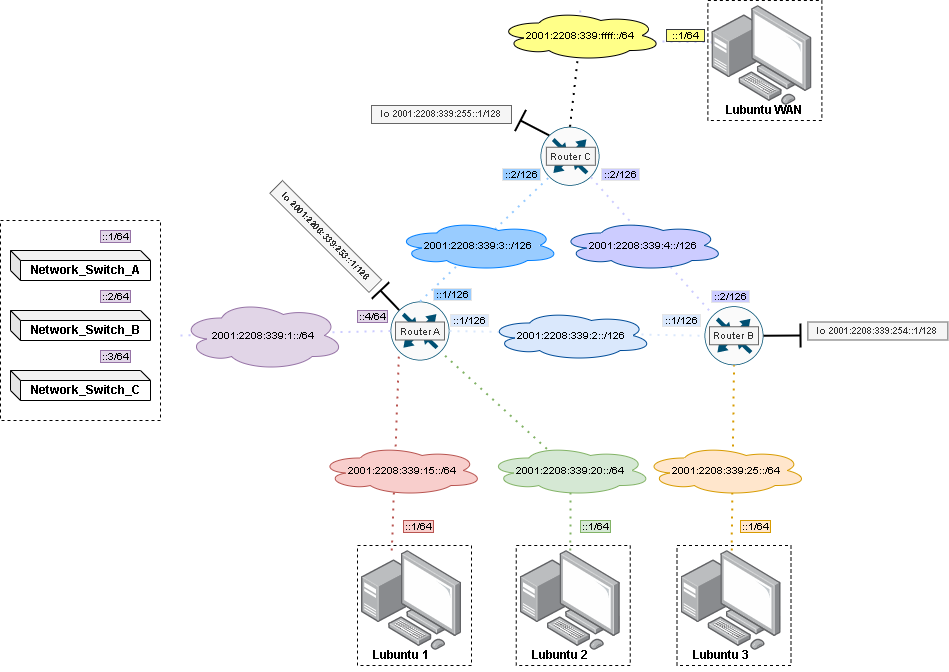 2001:2208:339:ffff::/64
::1/64
Lubuntu WAN
lo 2001:2208:339:255::1/128
Router C
::2/126
::2/126
lo 2001:2208:339:253::1/128
::1/64
Network_Switch_A
2001:2208:339:3::/126
2001:2208:339:4::/126
::2/64
Network_Switch_B
::1/126
::2/126
::4/64
::1/126
::1/126
Router A
Router B
lo 2001:2208:339:254::1/128
2001:2208:339:1::/64
2001:2208:339:2::/126
::3/64
Network_Switch_C
2001:2208:339:15::/64
2001:2208:339:20::/64
2001:2208:339:25::/64
::1/64
::1/64
::1/64
Lubuntu 1
Lubuntu 2
Lubuntu 3